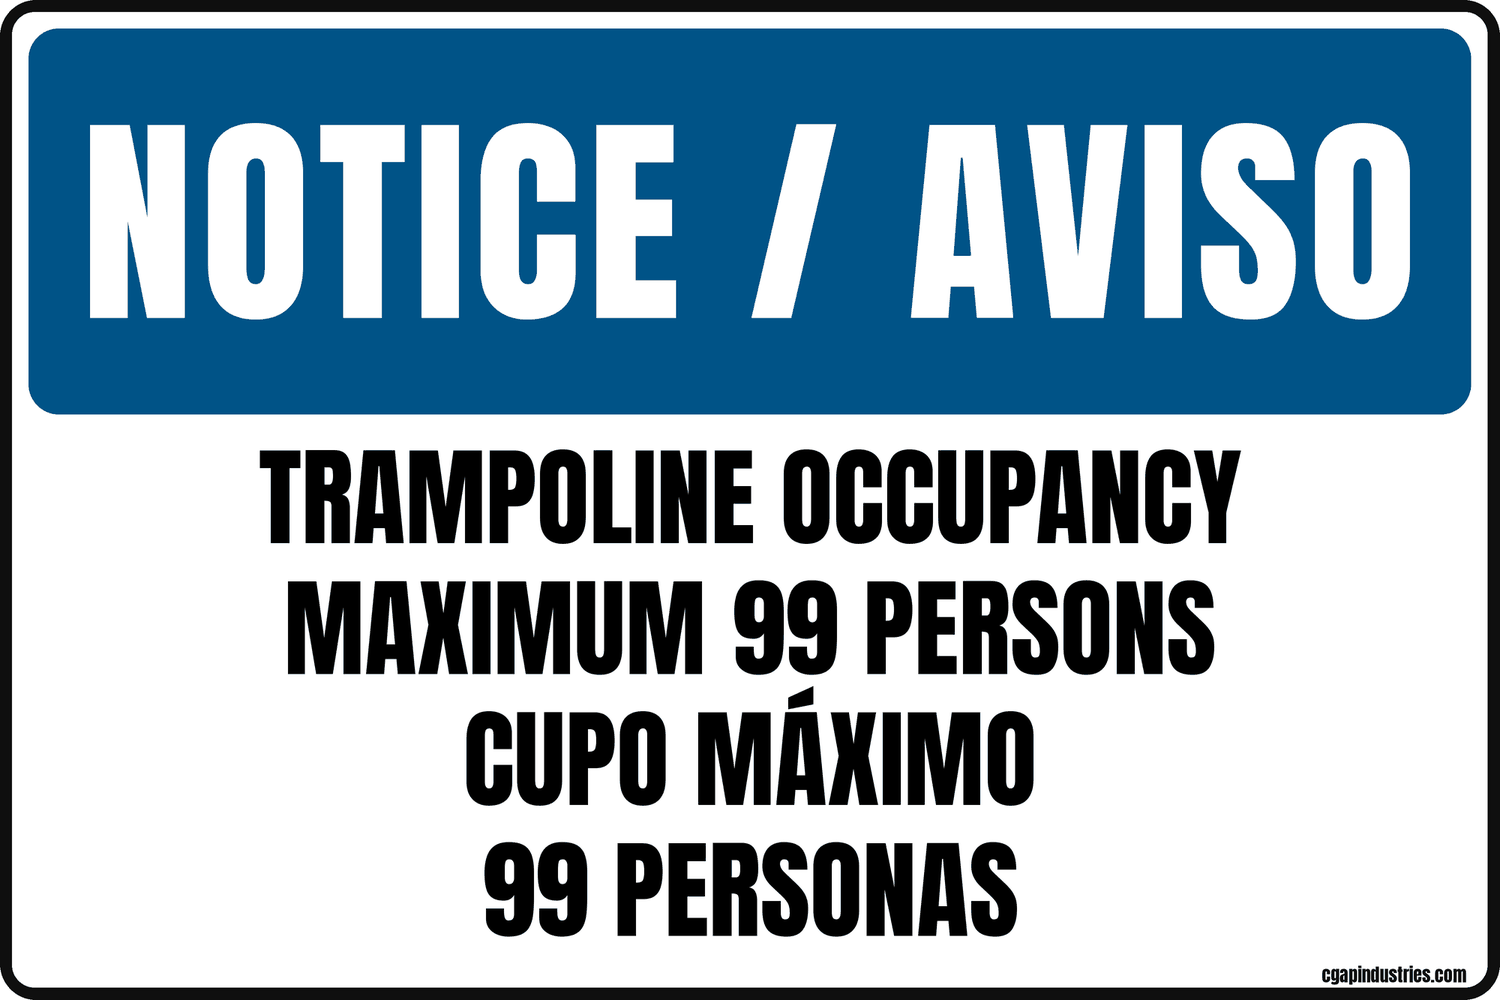 NOTICE / AVISO
TRAMPOLINE OCCUPANCY
MAXIMUM 99 PERSONS
CUPO MÁXIMO
99 PERSONAS
cgapindustries.com